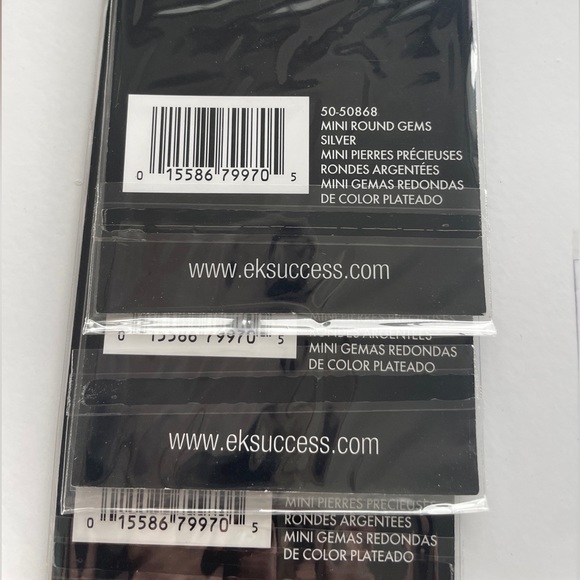 50-50868
MINI ROUND GEMS
SILVER
MINI PIERRES PRÉCIEUSES
RONDES ARGENTÉES
MINI GEMAS REDONDAS
DE COLOR PLATEADO
0 15586 79970 5
www.eksuccess.com
0 15586 79970 5
RONDES ARGENTÉES
MINI GEMAS REDONDAS
DE COLOR PLATEADO
www.eksuccess.com
MINI PIERRES PRÉCIEUSES
RONDES ARGENTÉES
MINI GEMAS REDONDAS
DE COLOR PLATEADO
0 15586 79970 5